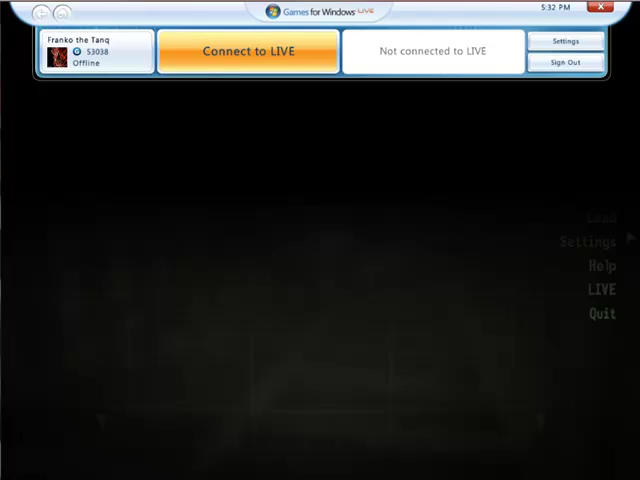 Games for Windows LIVE
5:32 PM
Franko the Tanq
G 53038
Offline
Connect to LIVE
Not connected to LIVE
Settings
Sign Out
Load
Settings
Help
LIVE
Quit